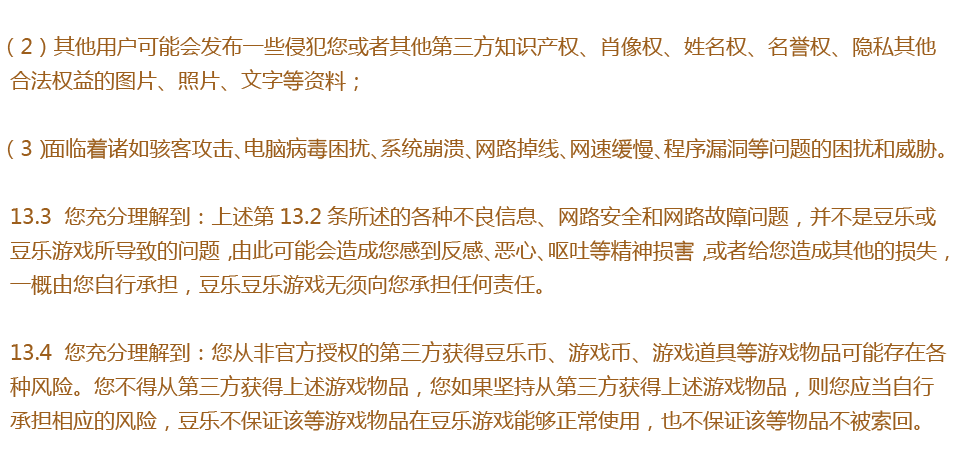 （2）其他用户可能会发布一些侵犯您或者其他第三方知识产权、肖像权、姓名权、名誉权、隐私其他
合法权益的图片、照片、文字等资料；
（3）面临着诸如骇客攻击、电脑病毒困扰、系统崩溃、网路掉线、网速缓慢、程序漏洞等问题的困扰和威胁。
13.3 您充分理解到：上述第 13.2 条所述的各种不良信息、网路安全和网路故障问题，并不是豆乐或
豆乐游戏所导致的问题，由此可能会造成您感到反感、恶心、呕吐等精神损害，或者给您造成其他的损失，
一概由您自行承担，豆乐豆乐游戏无须向您承担任何责任。
13.4 您充分理解到：您从非官方授权的第三方获得豆乐币、游戏币、游戏道具等游戏物品可能存在各
种风险。您不得从第三方获得上述游戏物品，您如果坚持从第三方获得上述游戏物品，则您应当自行
承担相应的风险，豆乐不保证该等游戏物品在豆乐游戏能够正常使用，也不保证该等物品不被索回。